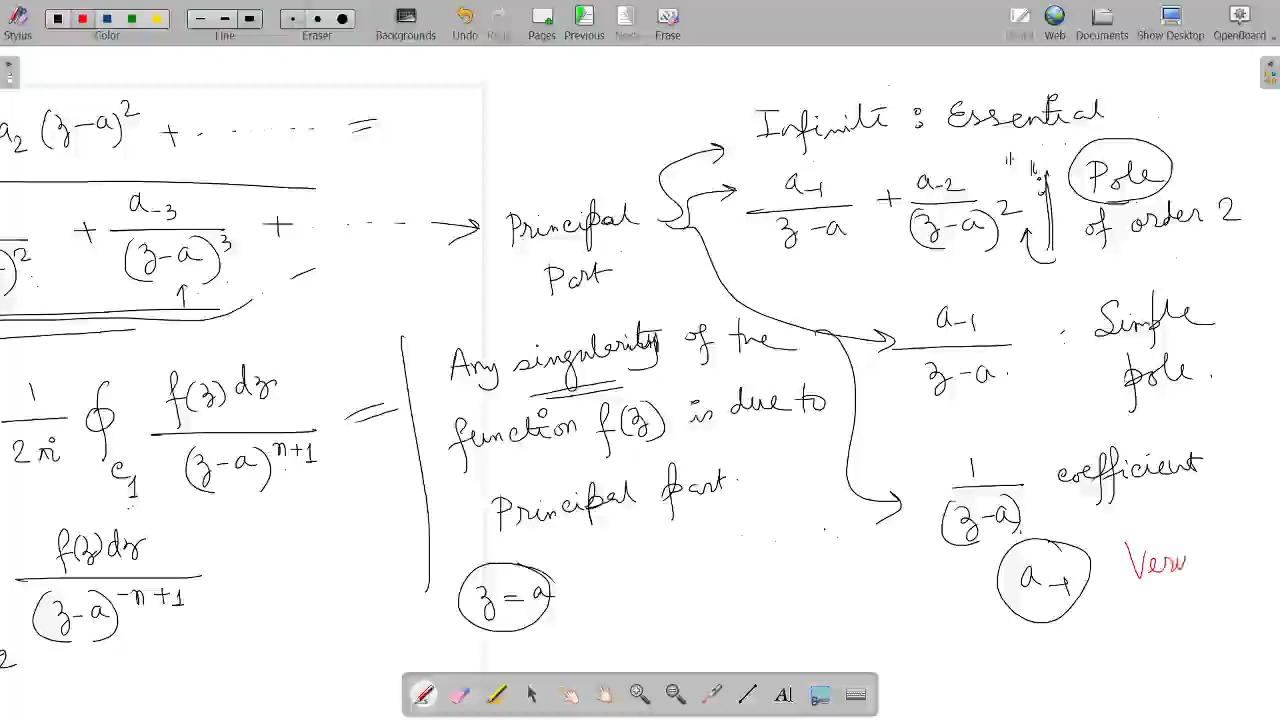 Stylus Color Line Eraser Backgrounds Undo Redo Pages Previous Next Erase Web Documents Show Desktop OpenBoard
a₂ (z-a)² + ........ =
+ a₋₃/(z-a)³ + .... → Principal Part
1/2πi ∮_C₁ f(z)dz/(z-a)^(n+1) =
f(z)dz/(z-a)^(-n+1)
2
Any singularity of the
function f(z) is due to
Principal part.
z = a
Infinite : Essential
a₋₁/(z-a) + a₋₂/(z-a)² Pole
of order 2
a₋₁/(z-a) : Simple
pole.
1/(z-a) coefficient
a₋₁ Very